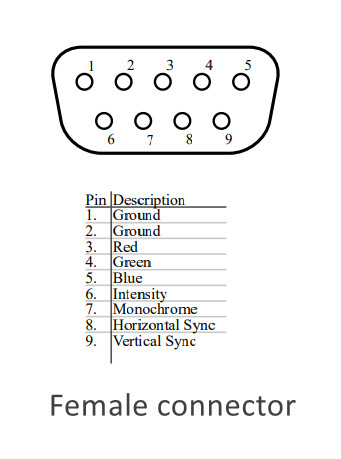 1 2 3 4 5
6 7 8 9
Pin Description
1. Ground
2. Ground
3. Red
4. Green
5. Blue
6. Intensity
7. Monochrome
8. Horizontal Sync
9. Vertical Sync
Female connector